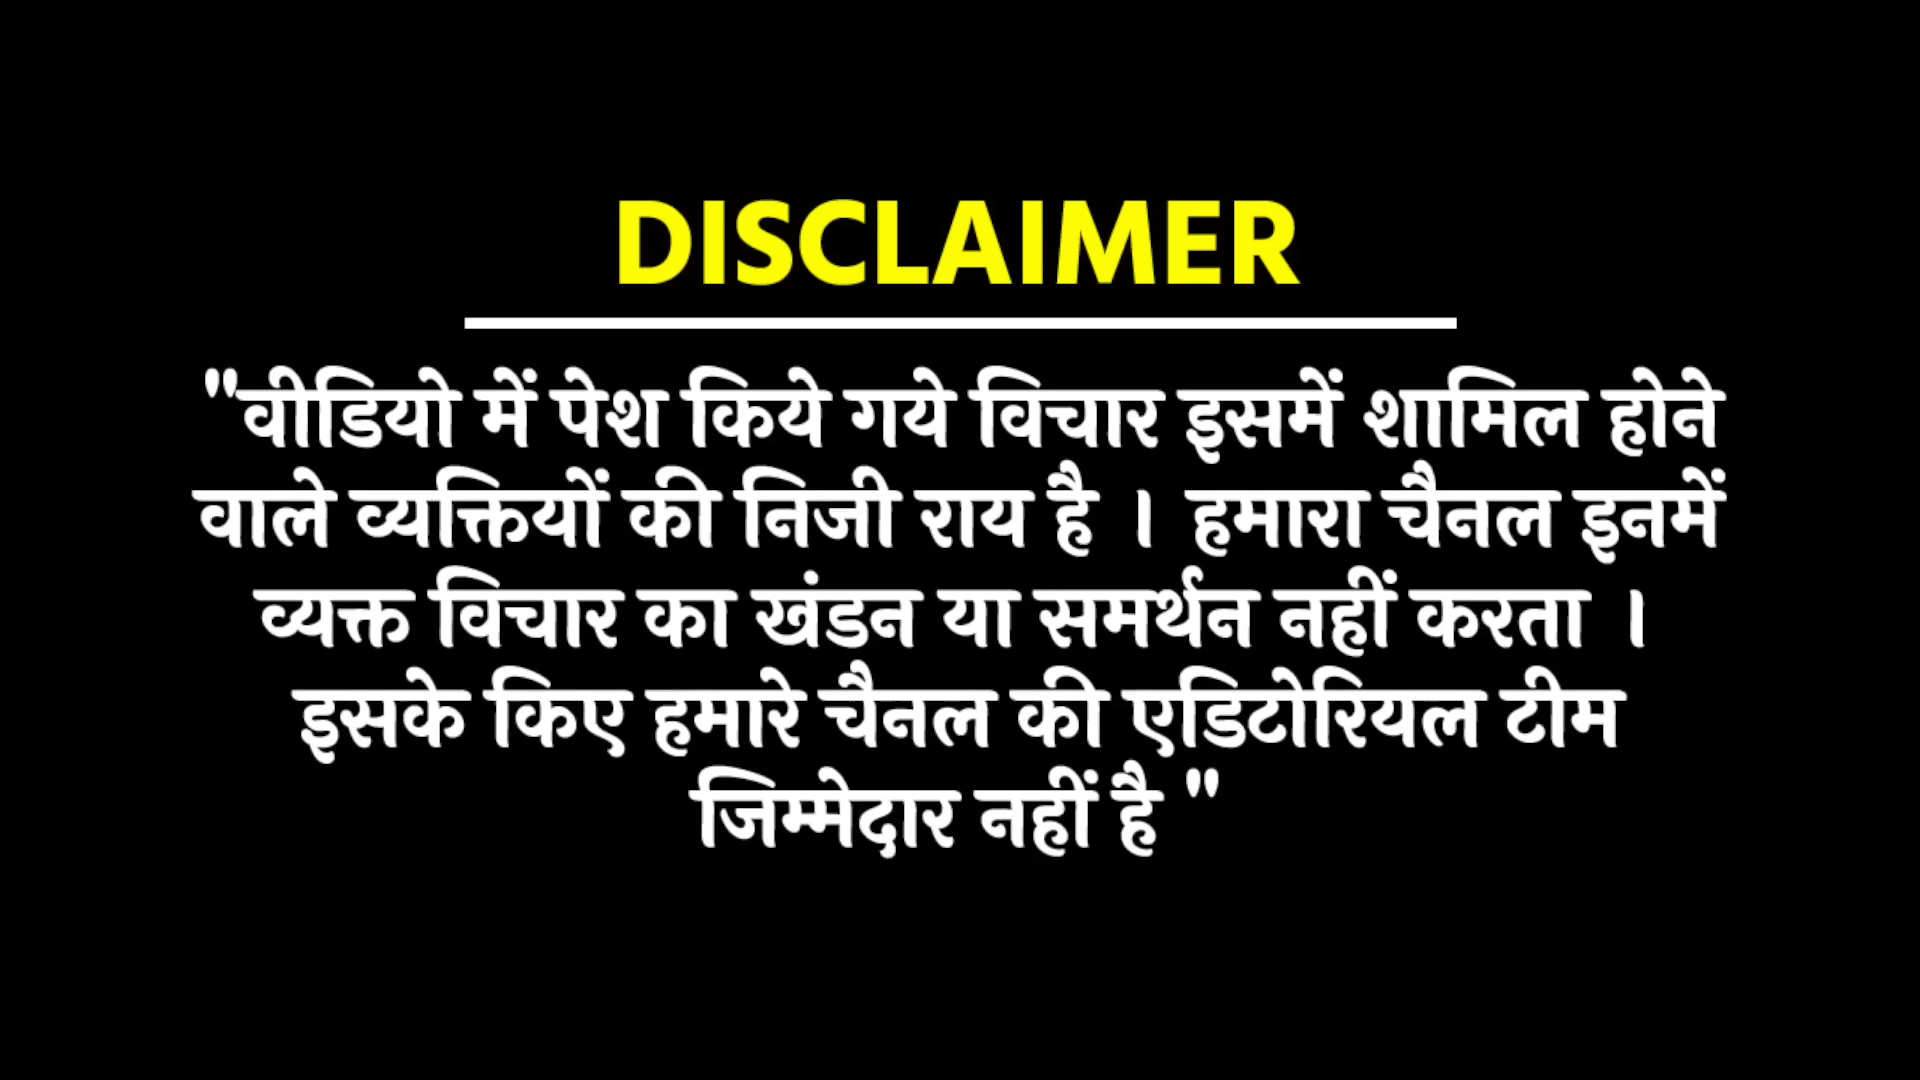 DISCLAIMER
"वीडियो में पेश किये गये विचार इसमें शामिल होने
वाले व्यक्तियों की निजी राय है । हमारा चैनल इनमें
व्यक्त विचार का खंडन या समर्थन नहीं करता ।
इसके किए हमारे चैनल की एडिटोरियल टीम
जिम्मेदार नहीं है "